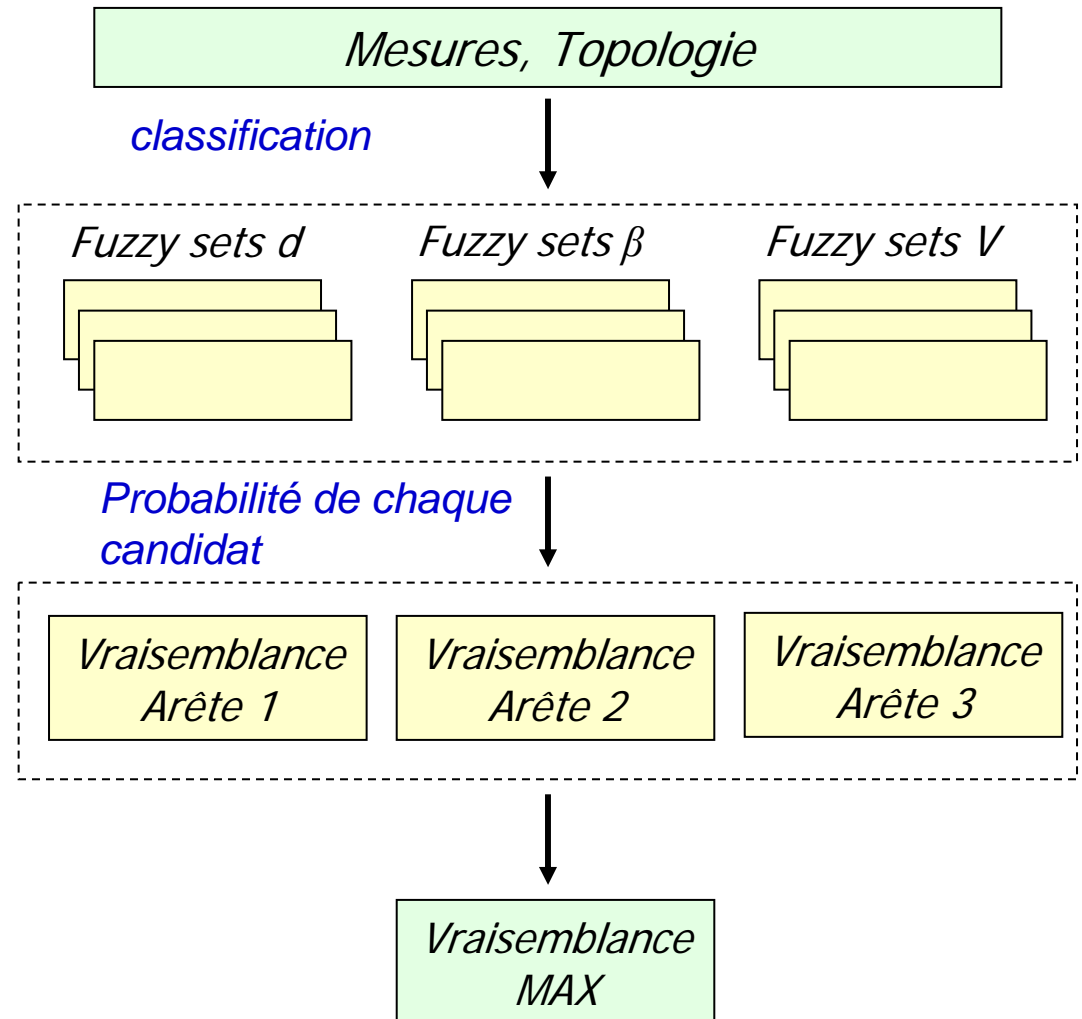 Mesures, Topologie
classification
Fuzzy sets d
Fuzzy sets β
Fuzzy sets V
Probabilité de chaque
candidat
Vraisemblance
Arête 1
Vraisemblance
Arête 2
Vraisemblance
Arête 3
Vraisemblance
MAX